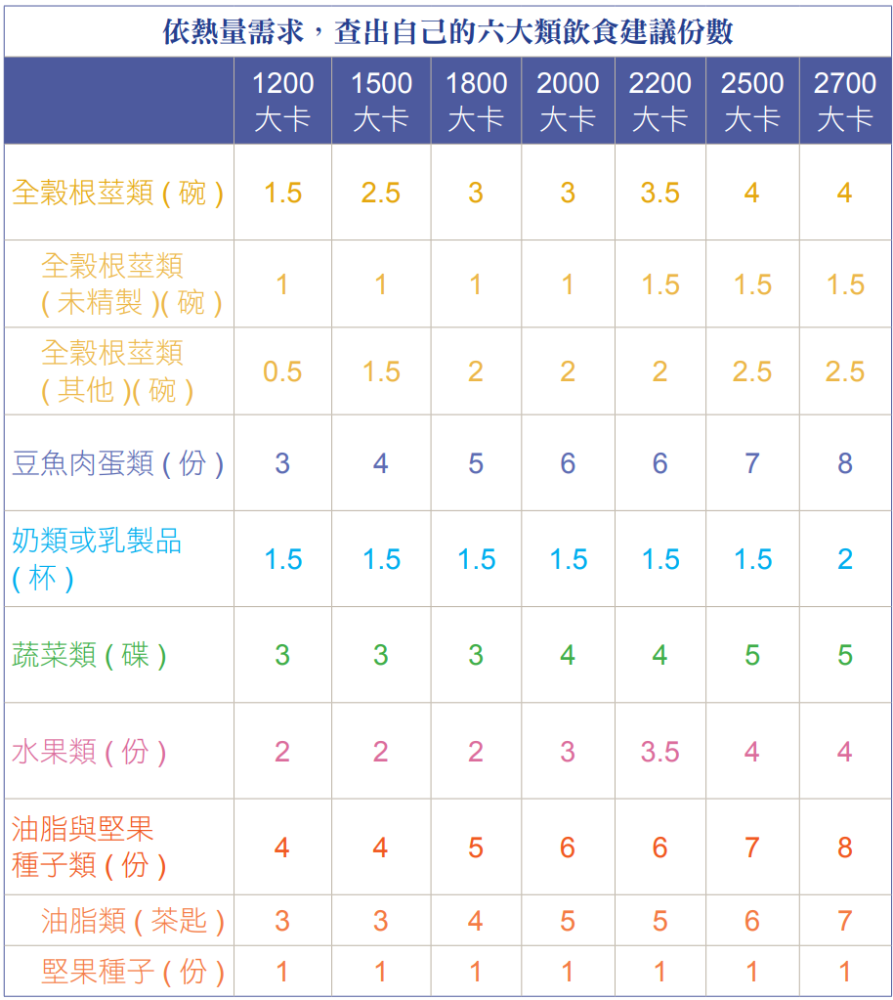 依熱量需求，查出自己的六大類飲食建議份數
1200 1500 1800 2000 2200 2500 2700
大卡 大卡 大卡 大卡 大卡 大卡 大卡
全穀根莖類 ( 碗 ) 1.5 2.5 3 3 3.5 4 4
全穀根莖類
( 未精製 )( 碗 ) 1 1 1 1 1.5 1.5 1.5
全穀根莖類
( 其他 )( 碗 ) 0.5 1.5 2 2 2 2.5 2.5
豆魚肉蛋類 ( 份 ) 3 4 5 6 6 7 8
奶類或乳製品
( 杯 ) 1.5 1.5 1.5 1.5 1.5 1.5 2
蔬菜類 ( 碟 ) 3 3 3 4 4 5 5
水果類 ( 份 ) 2 2 2 3 3.5 4 4
油脂與堅果
種子類 ( 份 ) 4 4 5 6 6 7 8
油脂類 ( 茶匙 ) 3 3 4 5 5 6 7
堅果種子 ( 份 ) 1 1 1 1 1 1 1